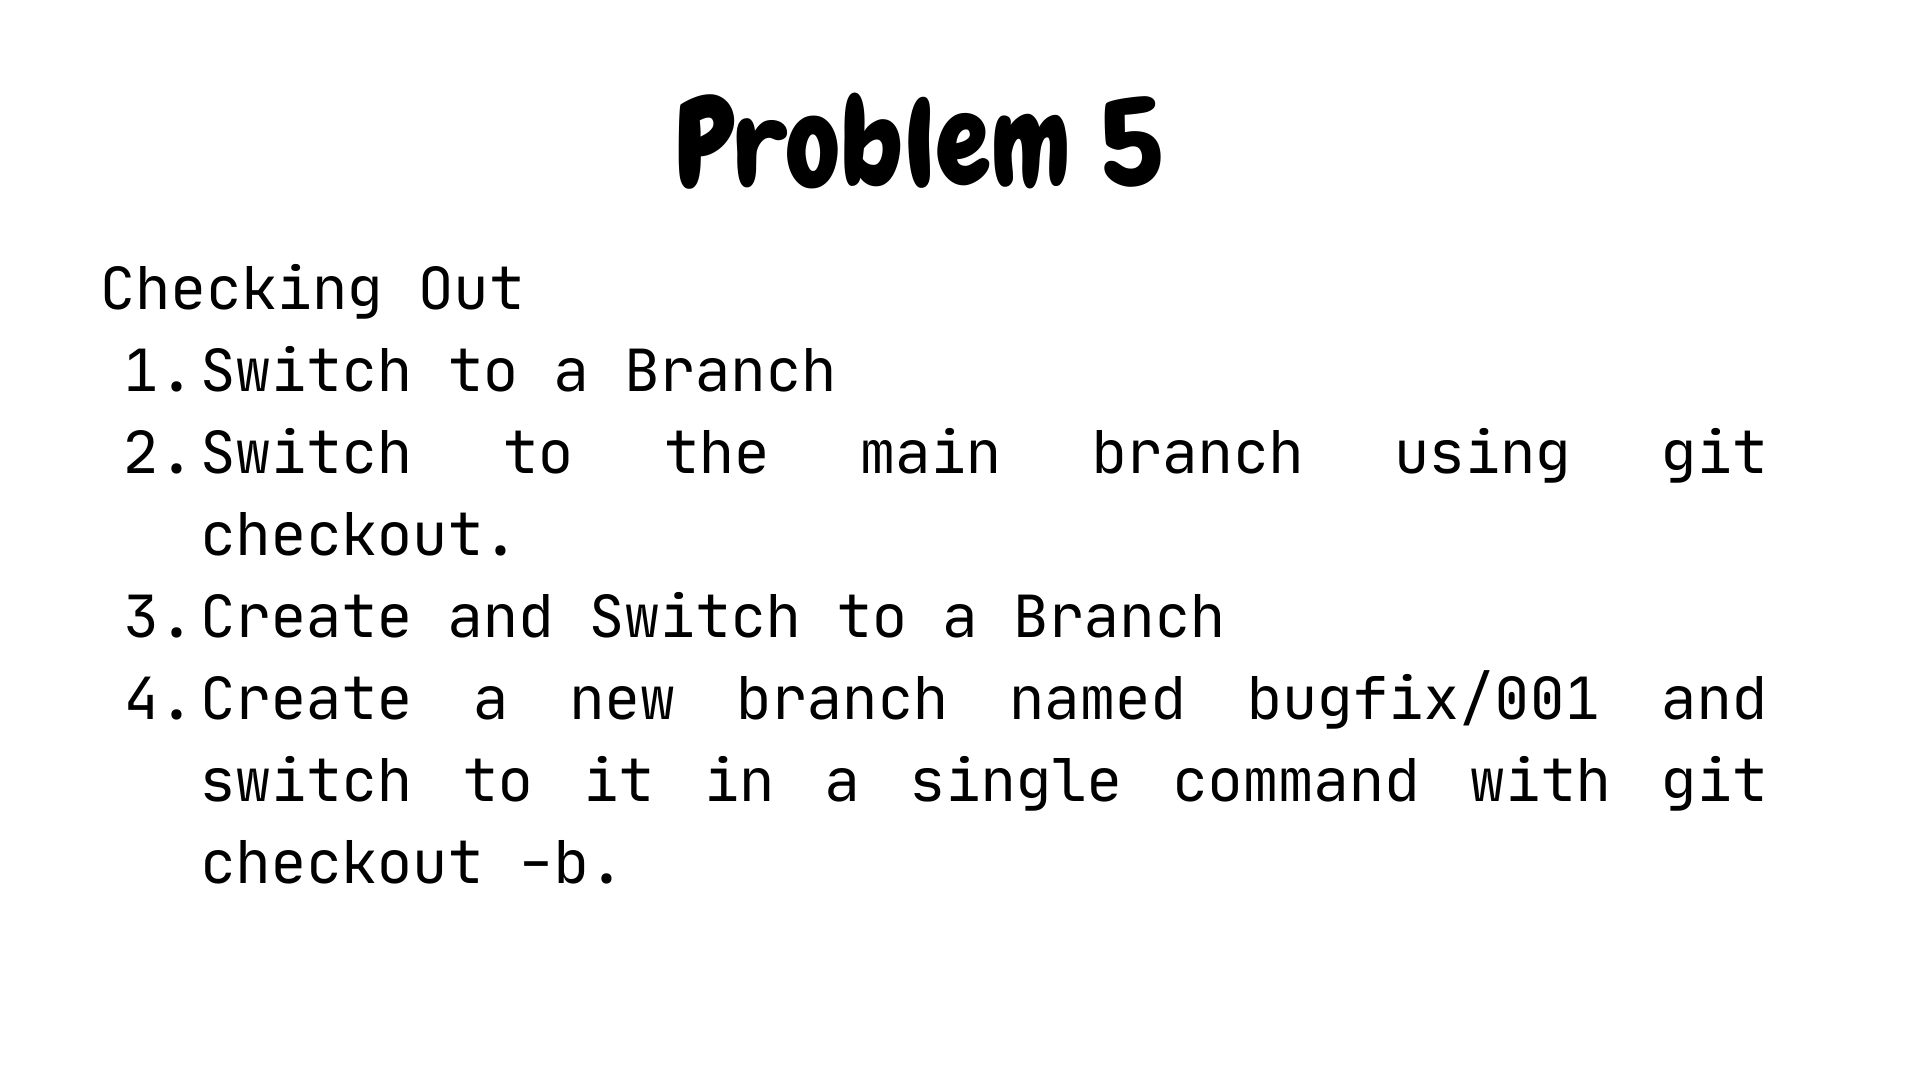 Problem 5
Checking Out
1. Switch to a Branch
2. Switch to the main branch using git
checkout.
3. Create and Switch to a Branch
4. Create a new branch named bugfix/001 and
switch to it in a single command with git
checkout -b.